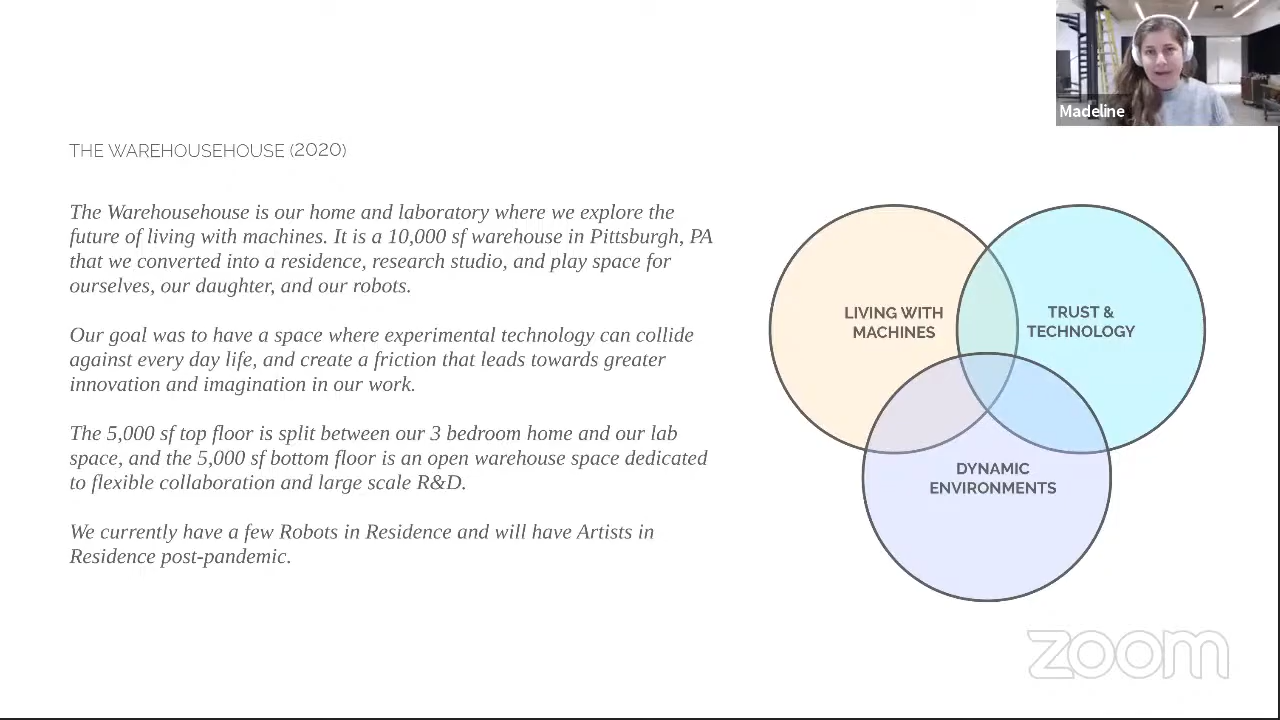 Madeline
THE WAREHOUSEHOUSE (2020)
The Warehousehouse is our home and laboratory where we explore the
future of living with machines. It is a 10,000 sf warehouse in Pittsburgh, PA
that we converted into a residence, research studio, and play space for
ourselves, our daughter, and our robots.
Our goal was to have a space where experimental technology can collide
against every day life, and create a friction that leads towards greater
innovation and imagination in our work.
The 5,000 sf top floor is split between our 3 bedroom home and our lab
space, and the 5,000 sf bottom floor is an open warehouse space dedicated
to flexible collaboration and large scale R&D.
We currently have a few Robots in Residence and will have Artists in
Residence post-pandemic.
LIVING WITH
MACHINES
TRUST &
TECHNOLOGY
DYNAMIC
ENVIRONMENTS
zoom